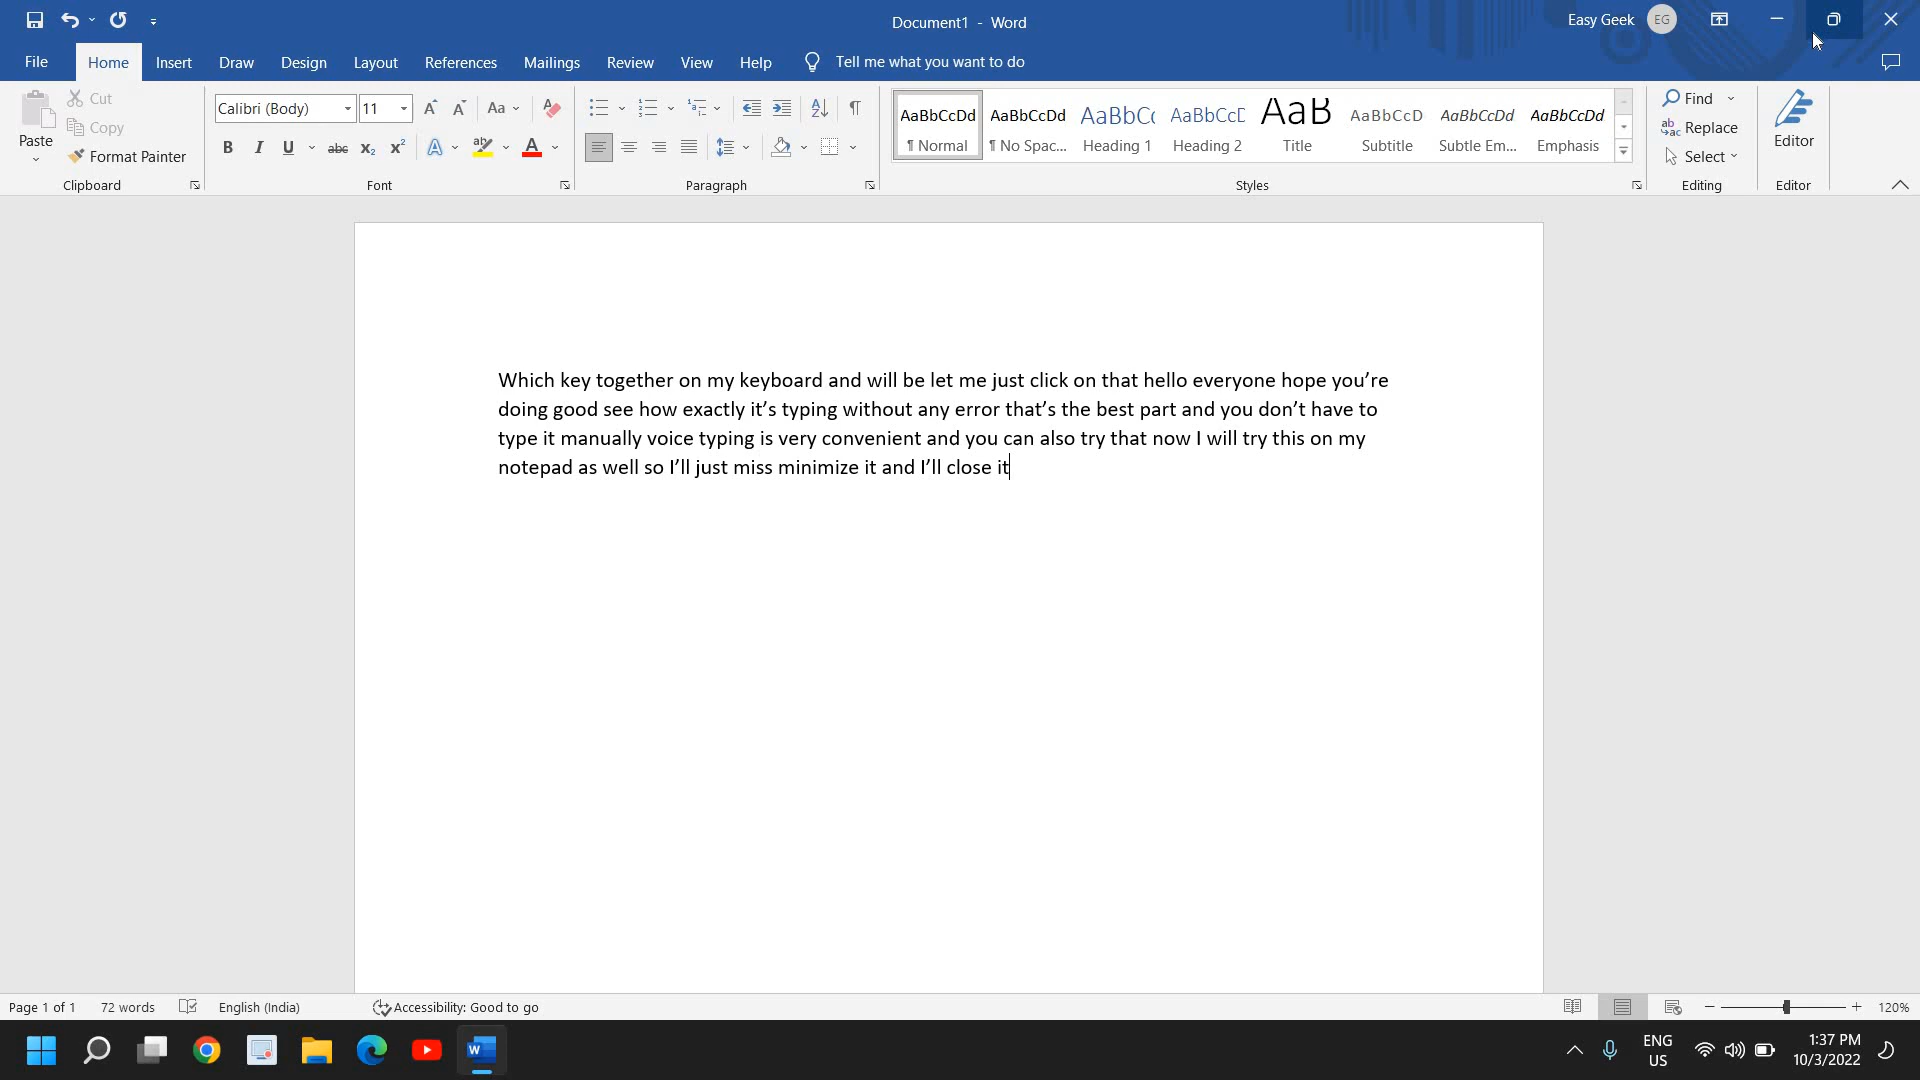 Document1 - Word
Easy Geek EG
File Home Insert Draw Design Layout References Mailings Review View Help Tell me what you want to do
Paste
Cut
Copy
Format Painter
Clipboard
Calibri (Body) 11 Aa
B I U abc x₂ x² A A
Font
Paragraph
AaBbCcDd AaBbCcDd AaBbCc AaBbCcE AaB AaBbCcD AaBbCcDd AaBbCcDd
¶ Normal ¶ No Spac... Heading 1 Heading 2 Title Subtitle Subtle Em... Emphasis
Styles
Find
Replace
Select
Editing
Editor
Editor
Which key together on my keyboard and will be let me just click on that hello everyone hope you’re
doing good see how exactly it’s typing without any error that’s the best part and you don’t have to
type it manually voice typing is very convenient and you can also try that now I will try this on my
notepad as well so I’ll just miss minimize it and I’ll close it
Page 1 of 1 72 words English (India) Accessibility: Good to go 120%
ENG
US
1:37 PM
10/3/2022